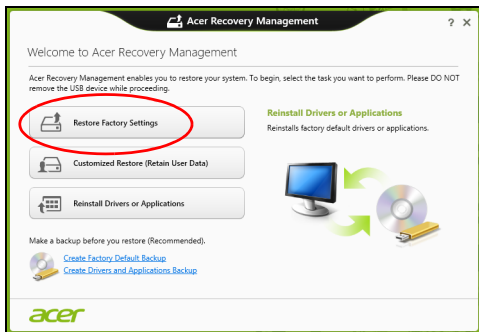 Acer Recovery Management
? X
Welcome to Acer Recovery Management
Acer Recovery Management enables you to restore your system. To begin, select the task you want to perform. Please DO NOT
remove the USB device while proceeding.
Restore Factory Settings
Customized Restore (Retain User Data)
Reinstall Drivers or Applications
Reinstall Drivers or Applications
Reinstalls factory default drivers or applications.
Make a backup before you restore (Recommended).
Create Factory Default Backup
Create Drivers and Applications Backup
acer